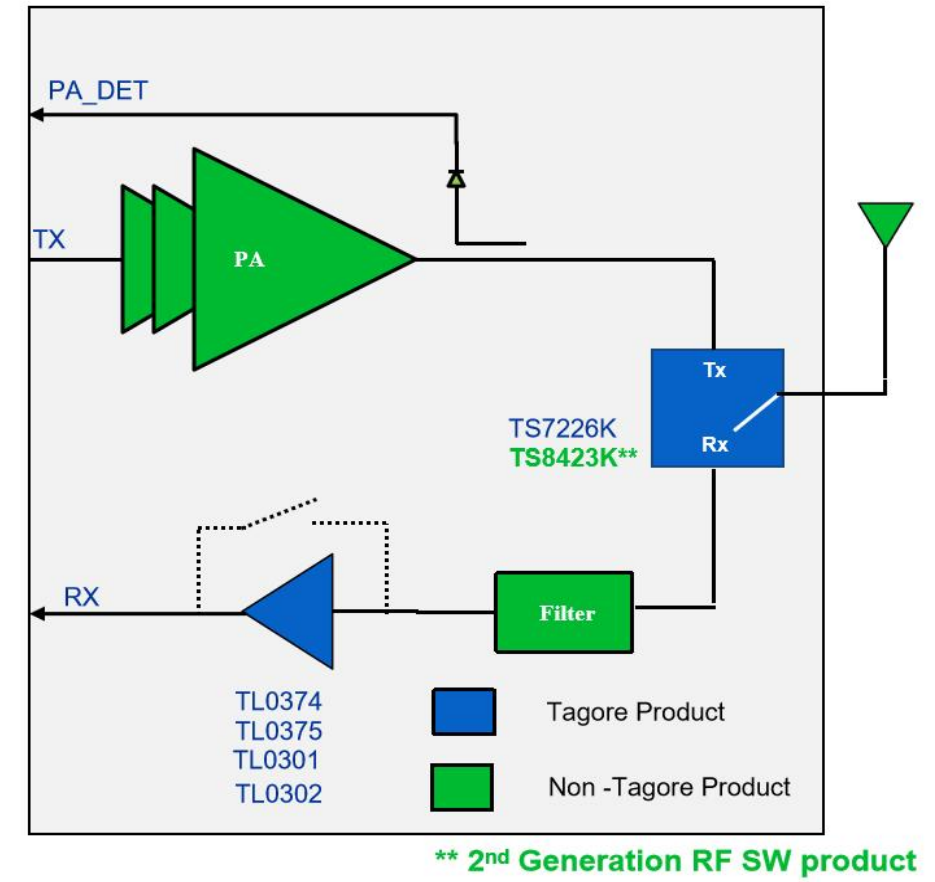 PA_DET
TX
PA
Tx
Rx
TS7226K
TS8423K**
RX
Filter
TL0374
TL0375
TL0301
TL0302
Tagore Product
Non -Tagore Product
** 2nd Generation RF SW product